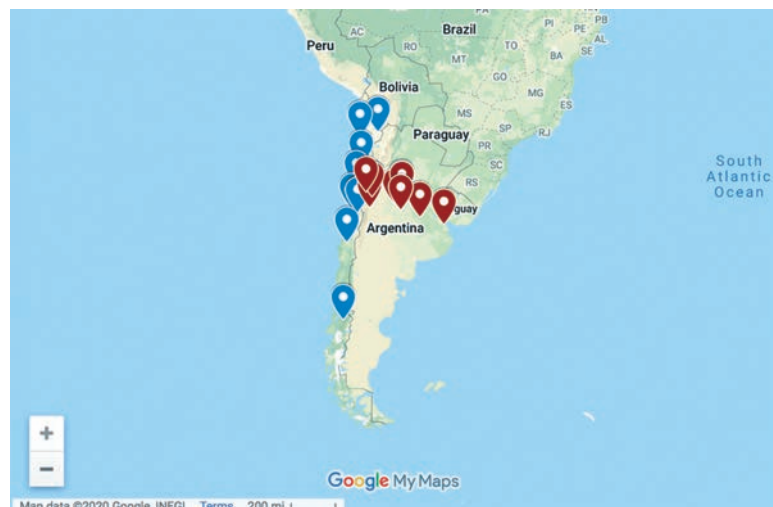 PB
Brazil
PI
PE
AC
TO
AL
Peru
RO
SE
MT
BA
GO
Bolivia
MG
ES
MS
SP
Paraguay
RJ
PR
SC
South
Atlantic
Ocean
RS
guay
Argentina
+
−
Google My Maps
Map data ©2020 Google, INEGI Terms 200 mi